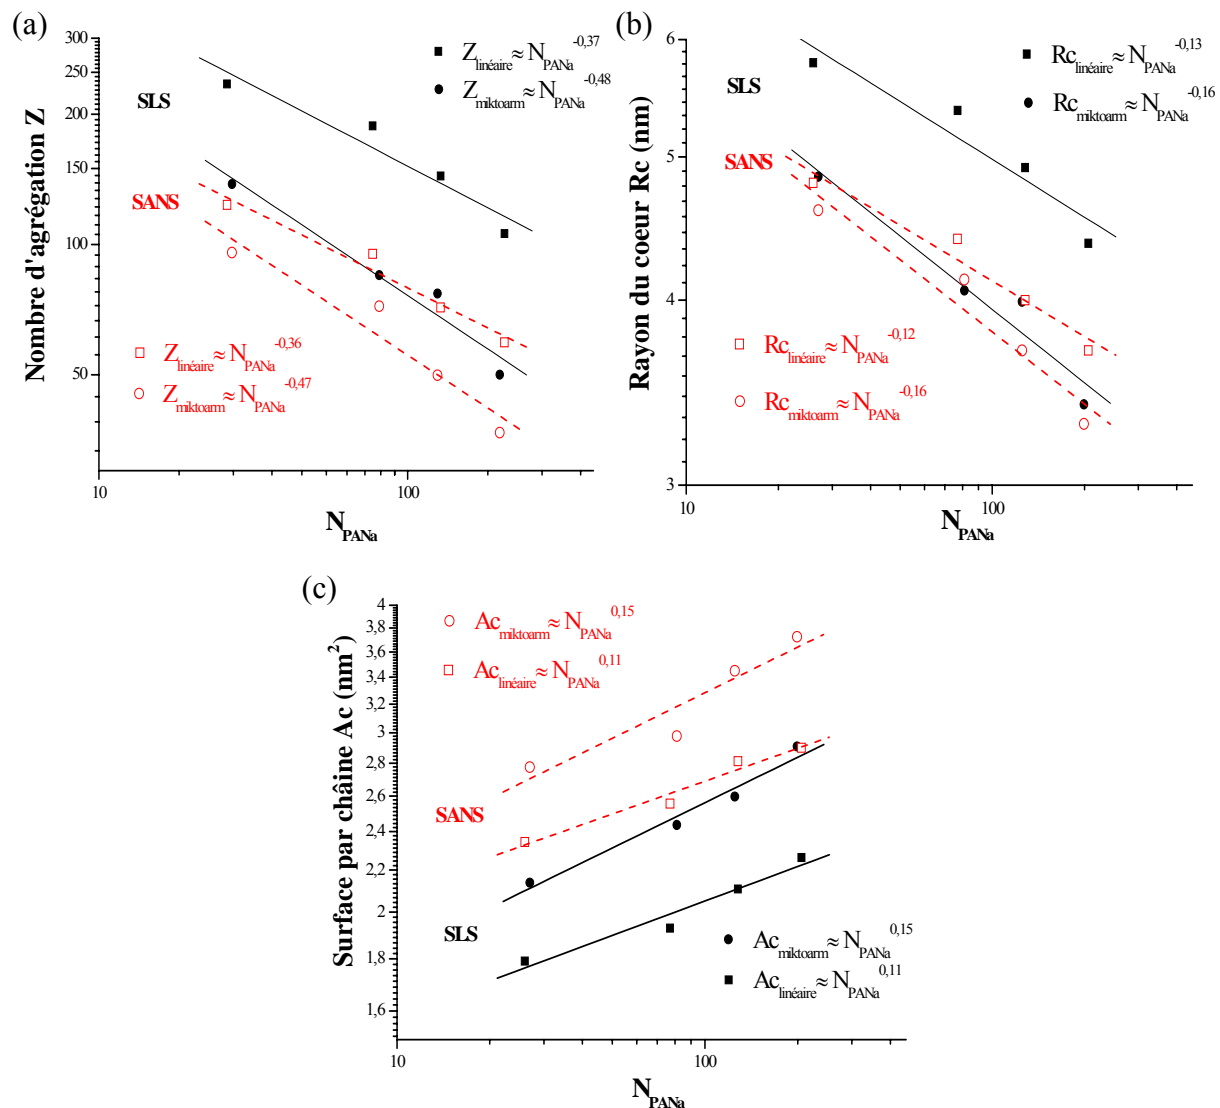 (a)
Nombre d'agrégation Z
300
250
200
150
100
50
10
100
N_PANa
SLS
SANS
Z_linéaire ≈ N_PANa^-0,37
Z_miktoarm ≈ N_PANa^-0,48
Z_linéaire ≈ N_PANa^-0,36
Z_miktoarm ≈ N_PANa^-0,47
(b)
Rayon du coeur Rc (nm)
6
5
4
3
10
100
N_PANa
SLS
SANS
Rc_linéaire ≈ N_PANa^-0,13
Rc_miktoarm ≈ N_PANa^-0,16
Rc_linéaire ≈ N_PANa^-0,12
Rc_miktoarm ≈ N_PANa^-0,16
(c)
Surface par châine Ac (nm²)
4
3,8
3,6
3,4
3,2
3
2,8
2,6
2,4
2,2
2
1,8
1,6
10
100
N_PANa
Ac_miktoarm ≈ N_PANa^0,15
Ac_linéaire ≈ N_PANa^0,11
SANS
SLS
Ac_miktoarm ≈ N_PANa^0,15
Ac_linéaire ≈ N_PANa^0,11